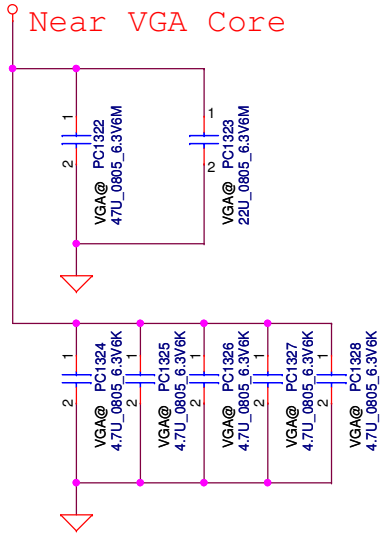 Near VGA Core
1
2
VGA@ PC1322
47U_0805_6.3V6M
1
2
VGA@ PC1323
22U_0805_6.3V6M
1
2
VGA@ PC1324
4.7U_0805_6.3V6K
1
2
VGA@ PC1325
4.7U_0805_6.3V6K
1
2
VGA@ PC1326
4.7U_0805_6.3V6K
1
2
VGA@ PC1327
4.7U_0805_6.3V6K
1
2
VGA@ PC1328
4.7U_0805_6.3V6K